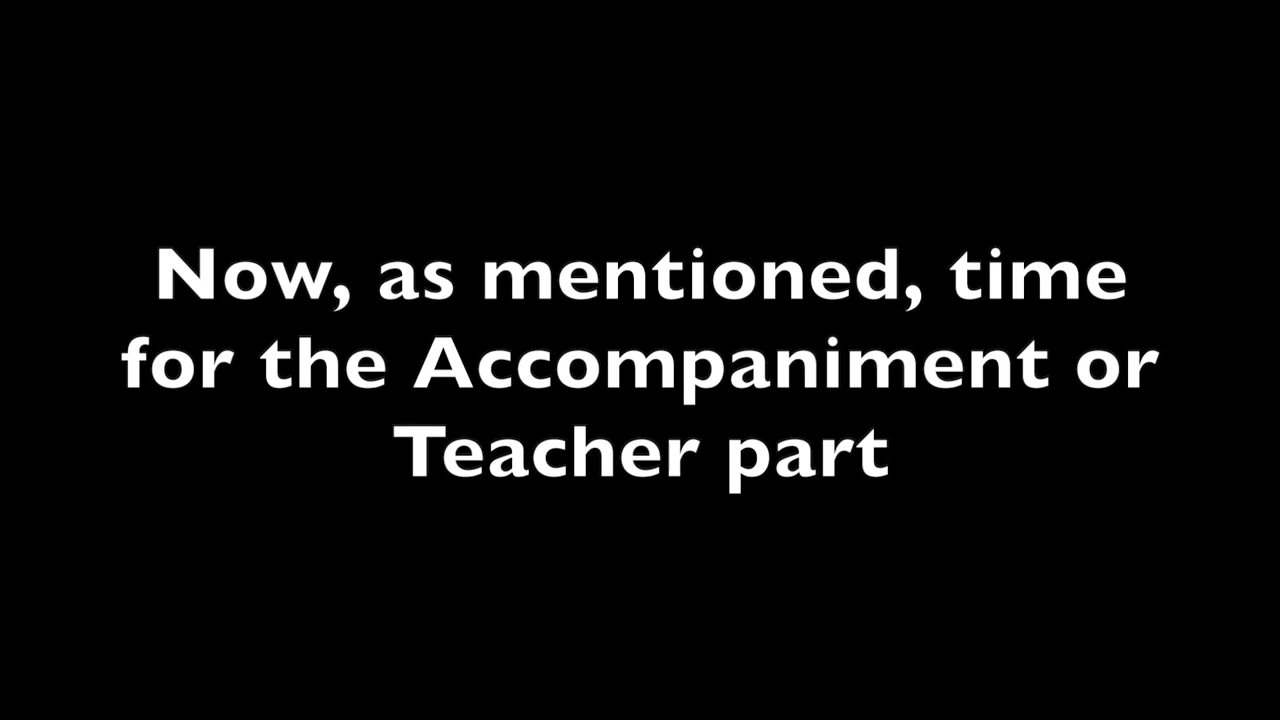 Now, as mentioned, time
for the Accompaniment or
Teacher part